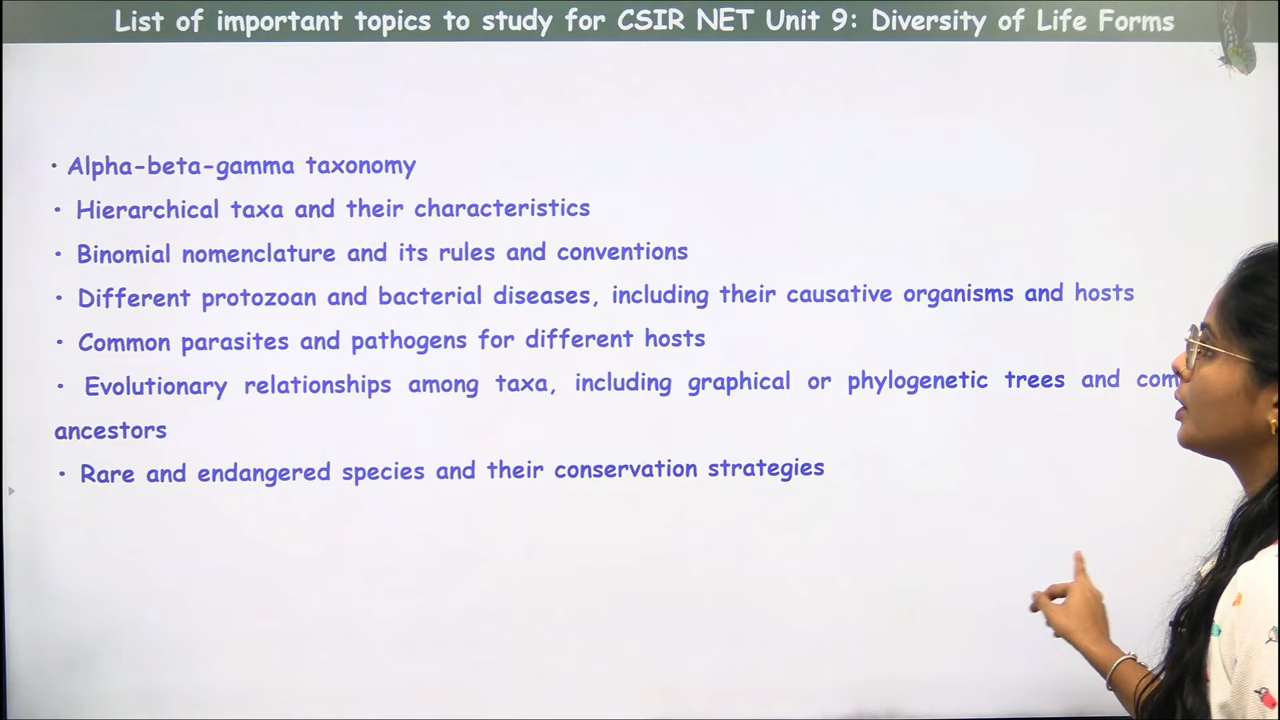 List of important topics to study for CSIR NET Unit 9: Diversity of Life Forms
• Alpha-beta-gamma taxonomy
• Hierarchical taxa and their characteristics
• Binomial nomenclature and its rules and conventions
• Different protozoan and bacterial diseases, including their causative organisms and hosts
• Common parasites and pathogens for different hosts
• Evolutionary relationships among taxa, including graphical or phylogenetic trees and
ancestors
• Rare and endangered species and their conservation strategies